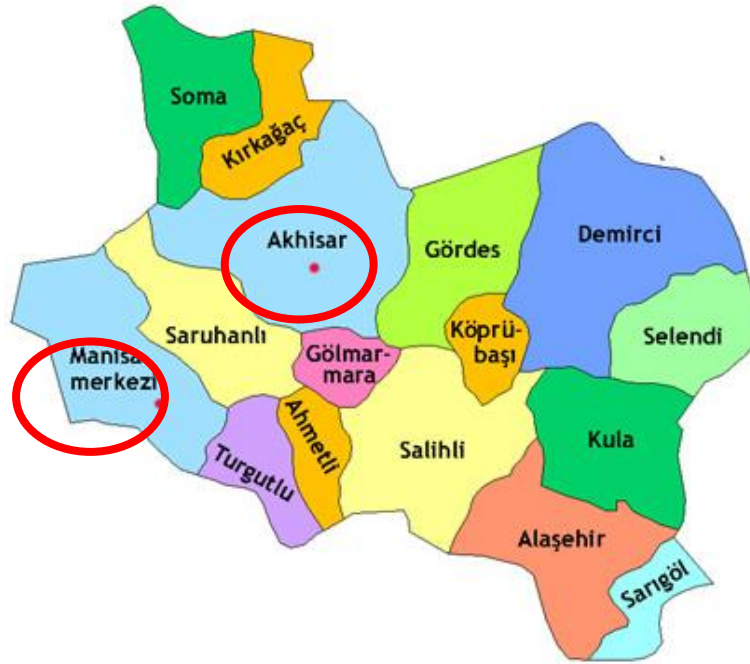 Soma
Kırkağaç
Akhisar
Gördes
Demirci
Saruhanlı
Gölmar-
mara
Köprü-
başı
Selendi
Manisa
merkezi
Turgutlu
Ahmetli
Salihli
Kula
Alaşehir
Sarıgöl